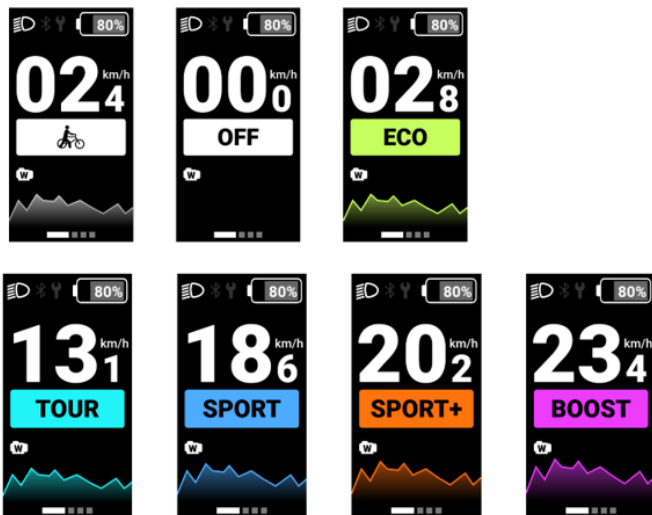 80%
km/h
02 4
W
80%
km/h
00 0
OFF
W
80%
km/h
02 8
ECO
W
80%
km/h
13 1
TOUR
W
80%
km/h
18 6
SPORT
W
80%
km/h
20 2
SPORT+
W
80%
km/h
23 4
BOOST
W